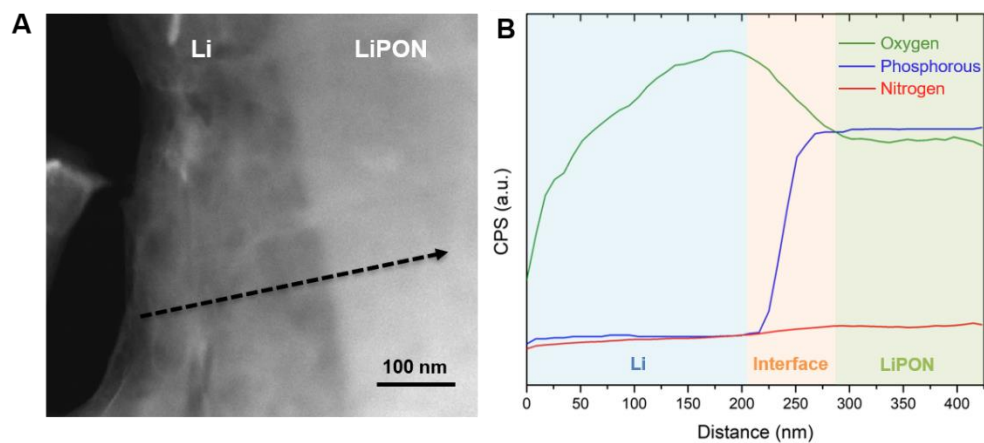 A
Li
LiPON
100 nm
B
Oxygen
Phosphorous
Nitrogen
CPS (a.u.)
Li
Interface
LiPON
0
50
100
150
200
250
300
350
400
Distance (nm)